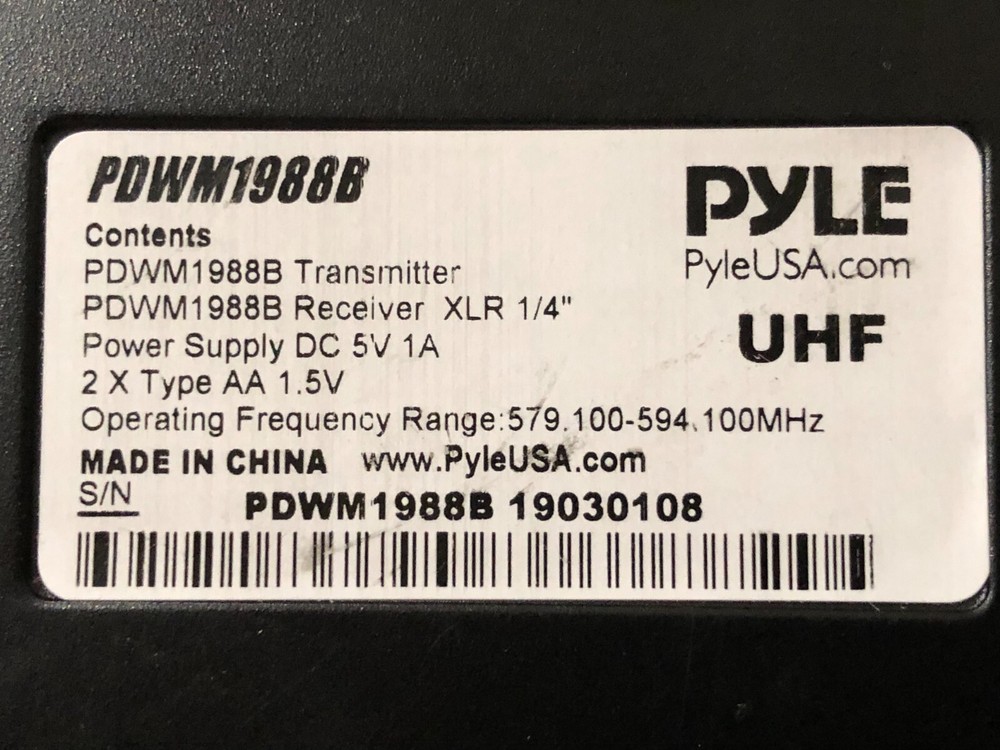 PDWM1988B
PYLE
PyleUSA.com
UHF
Contents
PDWM1988B Transmitter
PDWM1988B Receiver XLR 1/4"
Power Supply DC 5V 1A
2 X Type AA 1.5V
Operating Frequency Range:579.100-594.100MHz
MADE IN CHINA www.PyleUSA.com
S/N PDWM1988B 19030108